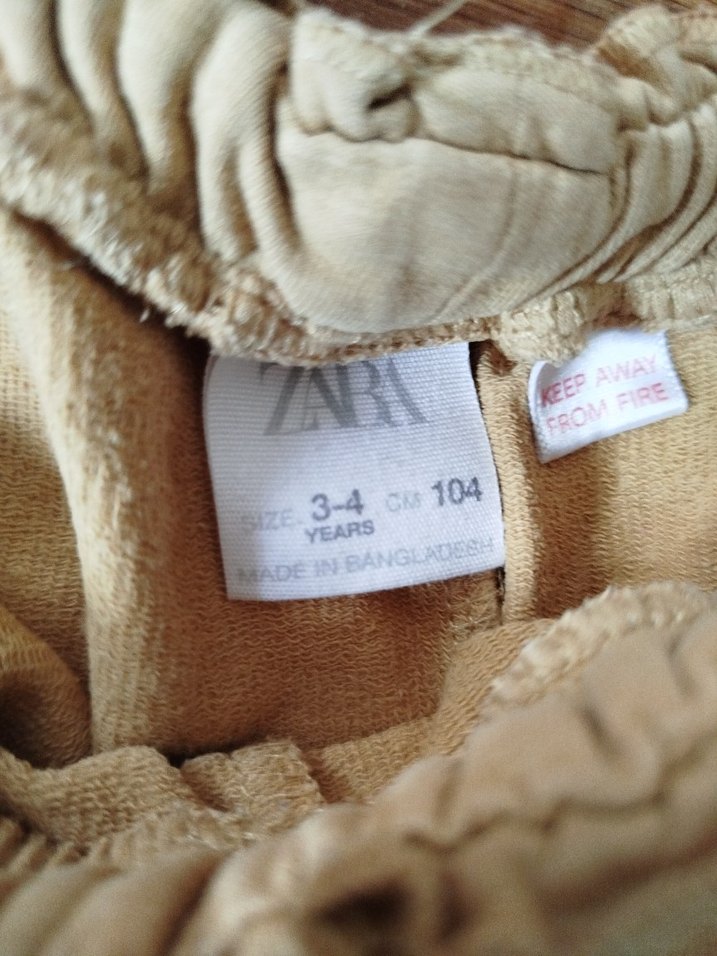 ZARA
SIZE. 3-4 CM 104
YEARS
MADE IN BANGLADESH
KEEP AWAY
FROM FIRE